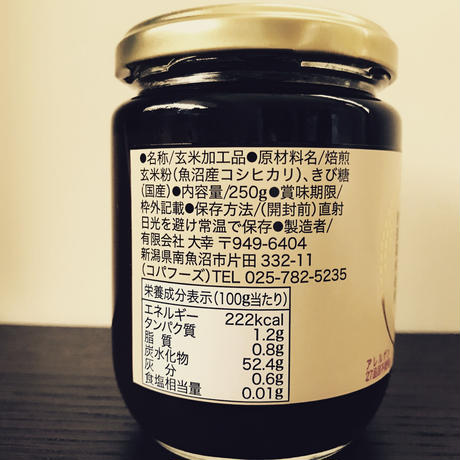 ●名称/玄米加工品●原材料名/焙煎
玄米粉(魚沼産コシヒカリ)、きび糖
(国産)●内容量/250g●賞味期限/
枠外記載●保存方法/(開封前)直射
日光を避け常温で保存●製造者/
有限会社 大幸 〒949-6404
新潟県南魚沼市片田 332-11
(コパフーズ)TEL 025-782-5235
栄養成分表示(100g当たり)
エネルギー 222kcal
タンパク質 1.2g
脂 質 0.8g
炭水化物 52.4g
灰 分 0.6g
食塩相当量 0.01g
アレルゲン